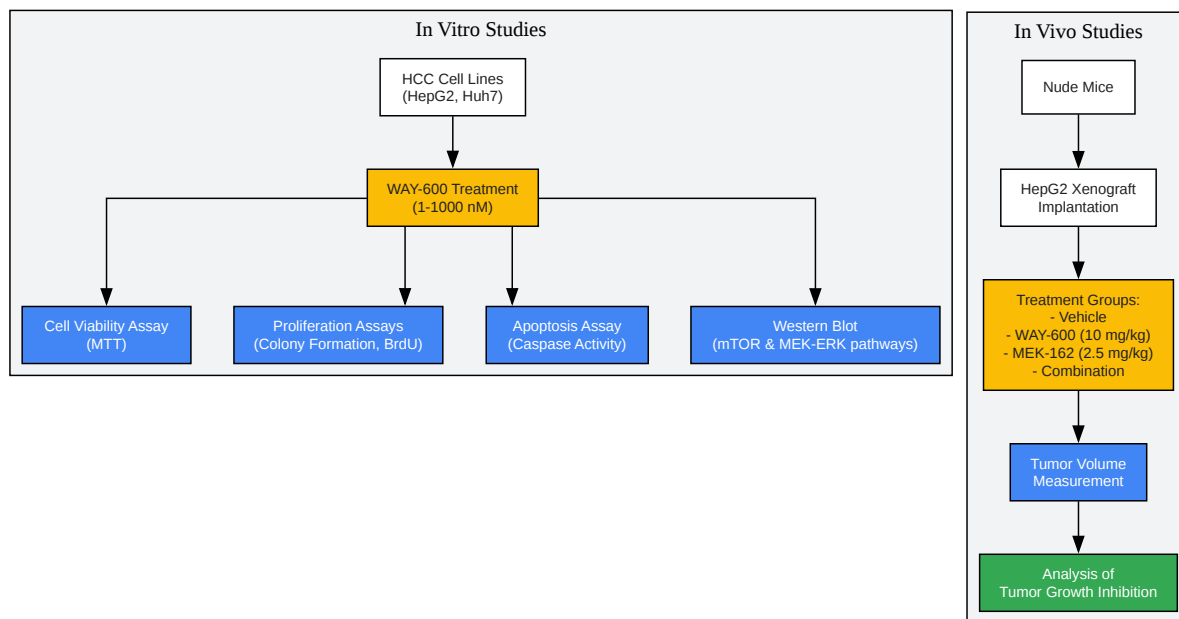 In Vitro Studies
HCC Cell Lines
(HepG2, Huh7)
WAY-600 Treatment
(1-1000 nM)
Cell Viability Assay
(MTT)
Proliferation Assays
(Colony Formation, BrdU)
Apoptosis Assay
(Caspase Activity)
Western Blot
(mTOR & MEK-ERK pathways)
In Vivo Studies
Nude Mice
HepG2 Xenograft
Implantation
Treatment Groups:
- Vehicle
- WAY-600 (10 mg/kg)
- MEK-162 (2.5 mg/kg)
- Combination
Tumor Volume
Measurement
Analysis of
Tumor Growth Inhibition